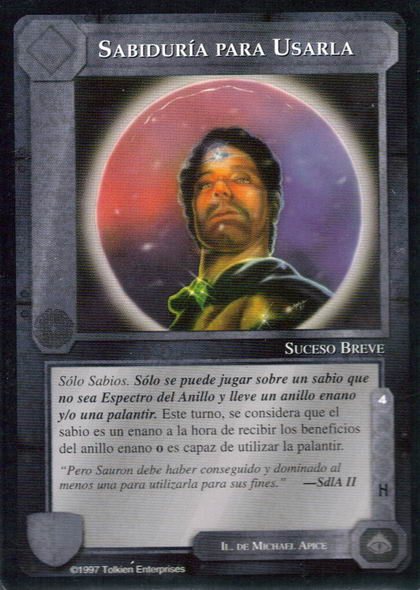 SABIDURÍA PARA USARLA
SUCESO BREVE
Sólo Sabios. Sólo se puede jugar sobre un sabio que
no sea Espectro del Anillo y lleve un anillo enano
y/o una palantír. Este turno, se considera que el
sabio es un enano a la hora de recibir los beneficios
del anillo enano o es capaz de utilizar la palantír.
"Pero Sauron debe haber conseguido y dominado al
menos una para utilizarla para sus fines." —SdlA II
4
H
IL. DE MICHAEL APICE
©1997 Tolkien Enterprises